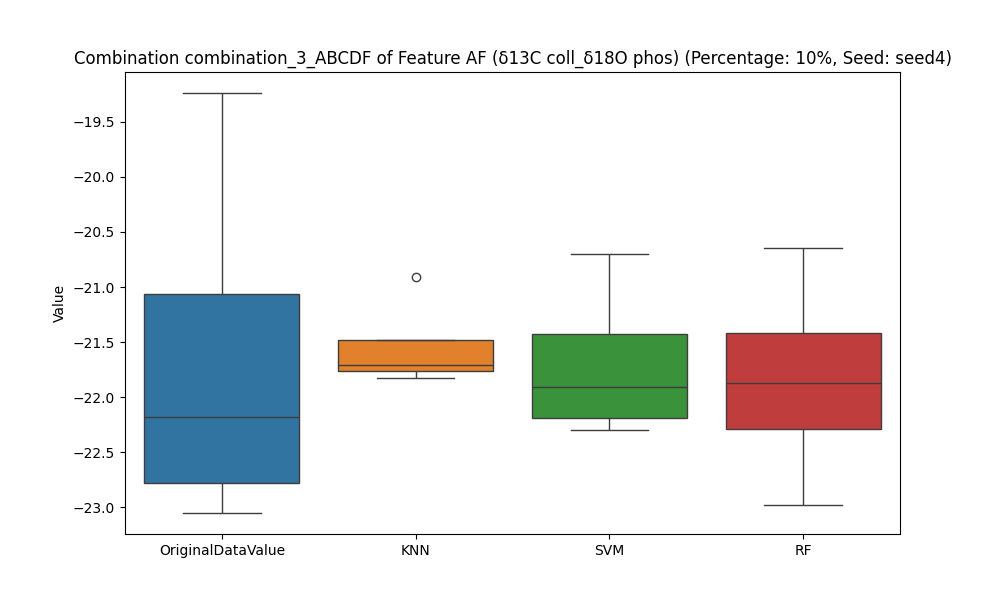 Combination combination_3_ABCDF of Feature AF (δ13C coll_δ18O phos) (Percentage: 10%, Seed: seed4)
Value
−19.5
−20.0
−20.5
−21.0
−21.5
−22.0
−22.5
−23.0
OriginalDataValue
KNN
SVM
RF